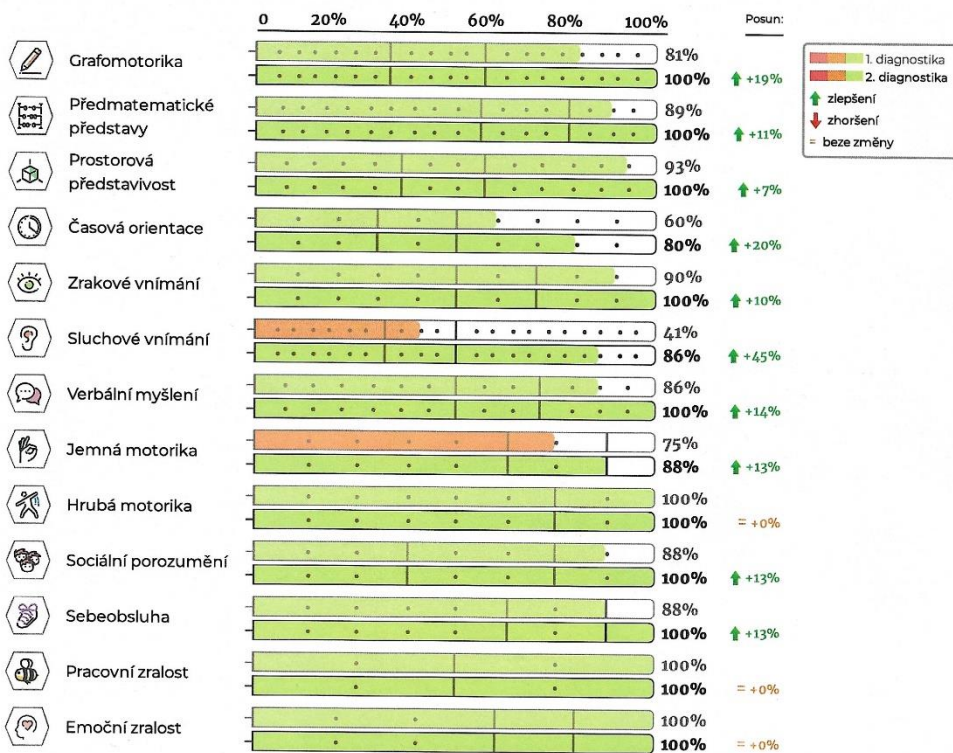 0 20% 40% 60% 80% 100% Posun:
Grafomotorika 81%
100% +19%
Předmatematické
představy 89%
100% +11%
Prostorová
představivost 93%
100% +7%
Časová orientace 60%
80% +20%
Zrakové vnímání 90%
100% +10%
Sluchové vnímání 41%
86% +45%
Verbální myšlení 86%
100% +14%
Jemná motorika 75%
88% +13%
Hrubá motorika 100%
100% = +0%
Sociální porozumění 88%
100% +13%
Sebeobsluha 88%
100% +13%
Pracovní zralost 100%
100% = +0%
Emoční zralost 100%
100% = +0%
1. diagnostika
2. diagnostika
zlepšení
zhoršení
= beze změny